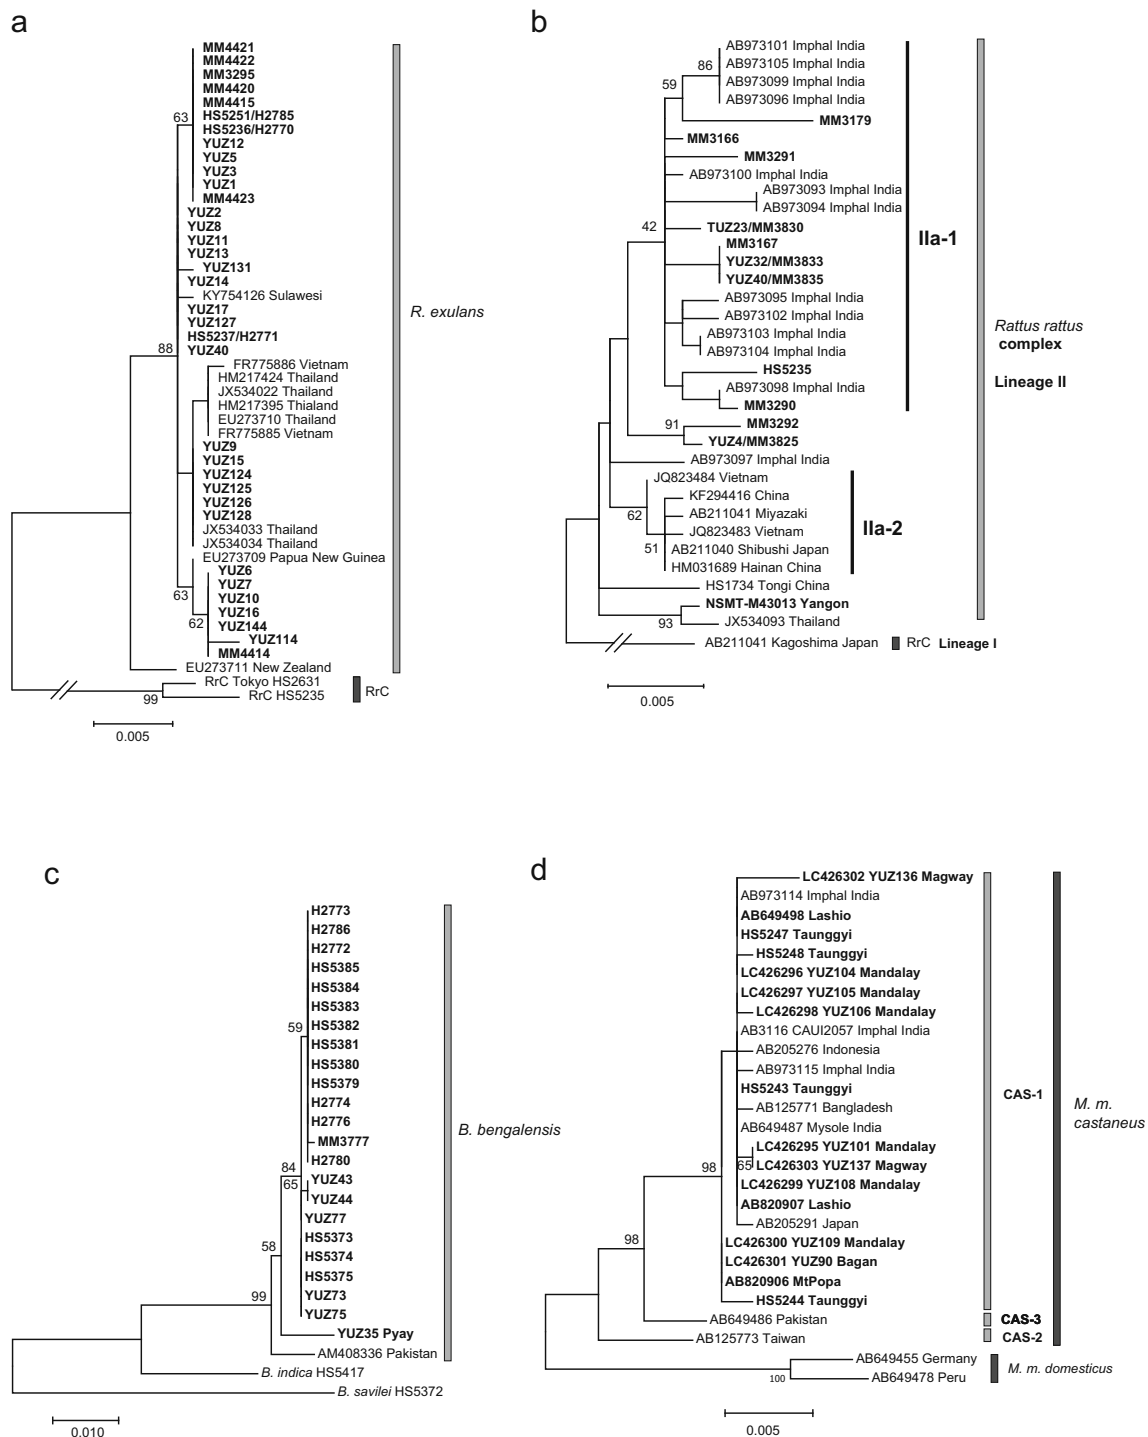 a
MM4421
MM4422
MM3295
MM4420
MM4415
HS5251/H2785
63
HS5236/H2770
YUZ12
YUZ5
YUZ3
YUZ1
MM4423
YUZ2
YUZ8
YUZ11
YUZ13
YUZ131
YUZ14
KY754126 Sulawesi
YUZ17
YUZ127
HS5237/H2771
88
YUZ40
FR775886 Vietnam
HM217424 Thailand
JX534022 Thailand
HM217395 Thialand
EU273710 Thailand
FR775885 Vietnam
YUZ9
YUZ15
YUZ124
YUZ125
YUZ126
YUZ128
JX534033 Thailand
JX534034 Thailand
EU273709 Papua New Guinea
YUZ6
YUZ7
63
YUZ10
YUZ16
62
YUZ144
YUZ114
MM4414
EU273711 New Zealand
RrC Tokyo HS2631
99
RrC HS5235
R. exulans
RrC
0.005
b
AB973101 Imphal India
86
AB973105 Imphal India
59
AB973099 Imphal India
AB973096 Imphal India
MM3179
MM3166
MM3291
AB973100 Imphal India
AB973093 Imphal India
AB973094 Imphal India
42
TUZ23/MM3830
MM3167
YUZ32/MM3833
YUZ40/MM3835
AB973095 Imphal India
AB973102 Imphal India
AB973103 Imphal India
AB973104 Imphal India
HS5235
AB973098 Imphal India
MM3290
91
MM3292
YUZ4/MM3825
AB973097 Imphal India
JQ823484 Vietnam
KF294416 China
62
AB211041 Miyazaki
JQ823483 Vietnam
51
AB211040 Shibushi Japan
HM031689 Hainan China
HS1734 Tongi China
NSMT-M43013 Yangon
93
JX534093 Thailand
AB211041 Kagoshima Japan
RrC Lineage I
IIa-1
IIa-2
Rattus rattus
complex
Lineage II
0.005
c
H2773
H2786
H2772
HS5385
HS5384
HS5383
59
HS5382
HS5381
HS5380
HS5379
H2774
H2776
MM3777
84
H2780
65
YUZ43
YUZ44
YUZ77
HS5373
58
HS5374
HS5375
99
YUZ73
YUZ75
YUZ35 Pyay
AM408336 Pakistan
B. indica HS5417
B. savilei HS5372
B. bengalensis
0.010
d
LC426302 YUZ136 Magway
AB973114 Imphal India
AB649498 Lashio
HS5247 Taunggyi
HS5248 Taunggyi
LC426296 YUZ104 Mandalay
LC426297 YUZ105 Mandalay
LC426298 YUZ106 Mandalay
AB3116 CAUI2057 Imphal India
AB205276 Indonesia
AB973115 Imphal India
HS5243 Taunggyi
AB125771 Bangladesh
AB649487 Mysole India
LC426295 YUZ101 Mandalay
98
65
LC426303 YUZ137 Magway
LC426299 YUZ108 Mandalay
AB820907 Lashio
AB205291 Japan
98
LC426300 YUZ109 Mandalay
LC426301 YUZ90 Bagan
AB820906 MtPopa
HS5244 Taunggyi
AB649486 Pakistan
AB125773 Taiwan
AB649455 Germany
100
AB649478 Peru
CAS-1
CAS-3
CAS-2
M. m.
castaneus
M. m. domesticus
0.005